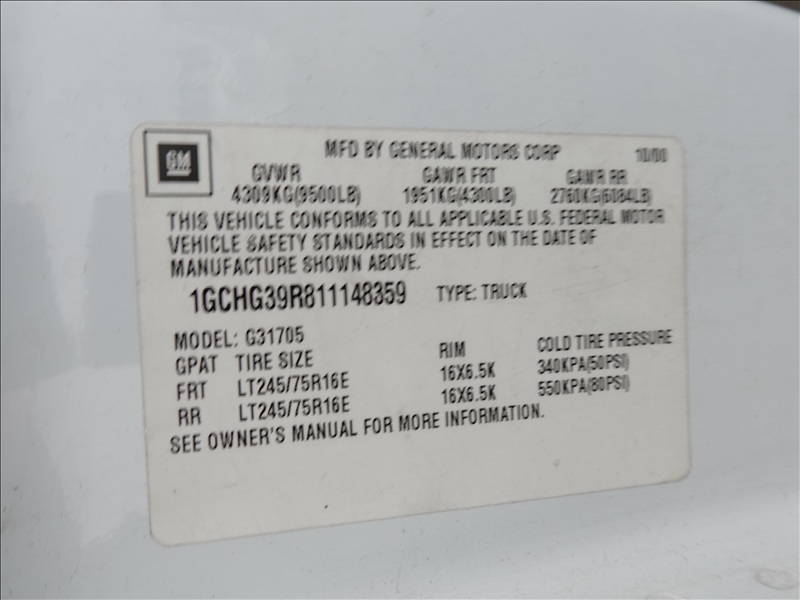 GM MFD BY GENERAL MOTORS CORP 10/00
GVWR GAWR FRT GAWR RR
4309KG(9500LB) 1951KG(4300LB) 2760KG(6084LB)
THIS VEHICLE CONFORMS TO ALL APPLICABLE U.S. FEDERAL MOTOR
VEHICLE SAFETY STANDARDS IN EFFECT ON THE DATE OF
MANUFACTURE SHOWN ABOVE.
1GCHG39R811148359 TYPE: TRUCK
MODEL: G31705
GPAT TIRE SIZE RIM COLD TIRE PRESSURE
FRT LT245/75R16E 16X6.5K 340KPA(50PSI)
RR LT245/75R16E 16X6.5K 550KPA(80PSI)
SEE OWNER'S MANUAL FOR MORE INFORMATION.